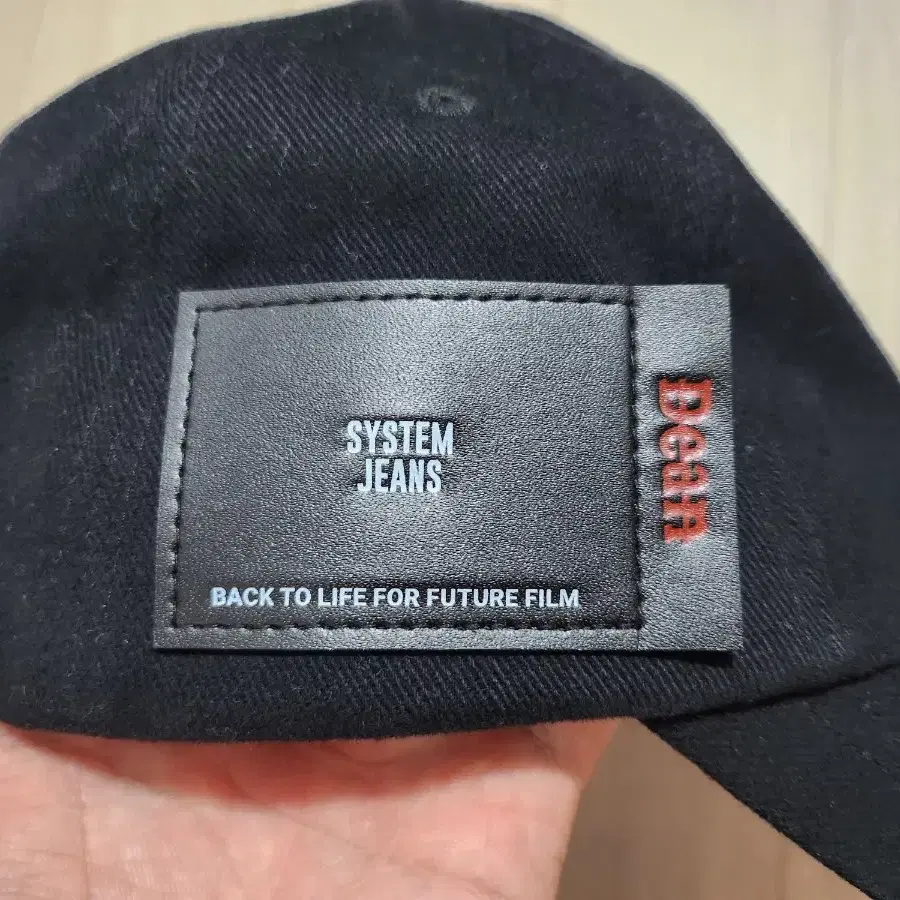 SYSTEM
JEANS
BACK TO LIFE FOR FUTURE FILM
Dean